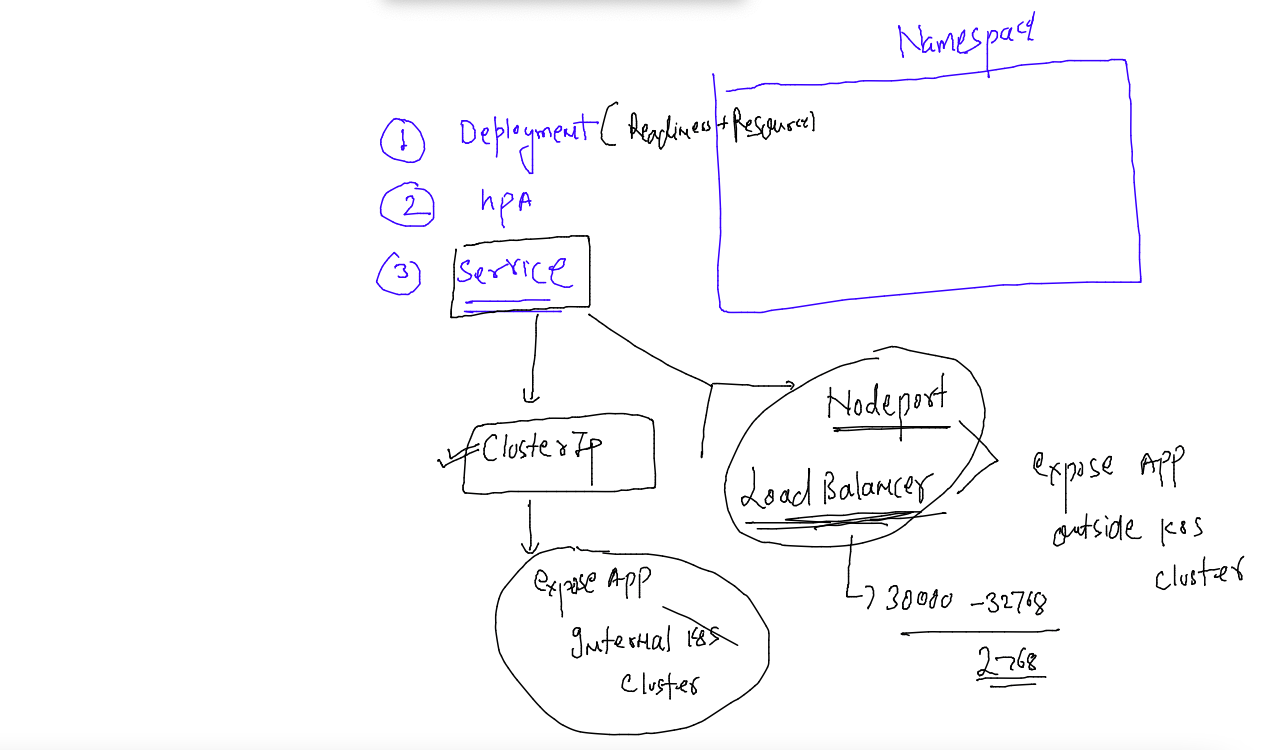 Namespace
1 Deployment (Readiness + Resource)
2 hPA
3 Service
Nodeport
ClusterIp
Load Balancer
expose APP
outside K8S
cluster
expose APP
Internal K8S
Cluster
30000 - 32768
2768